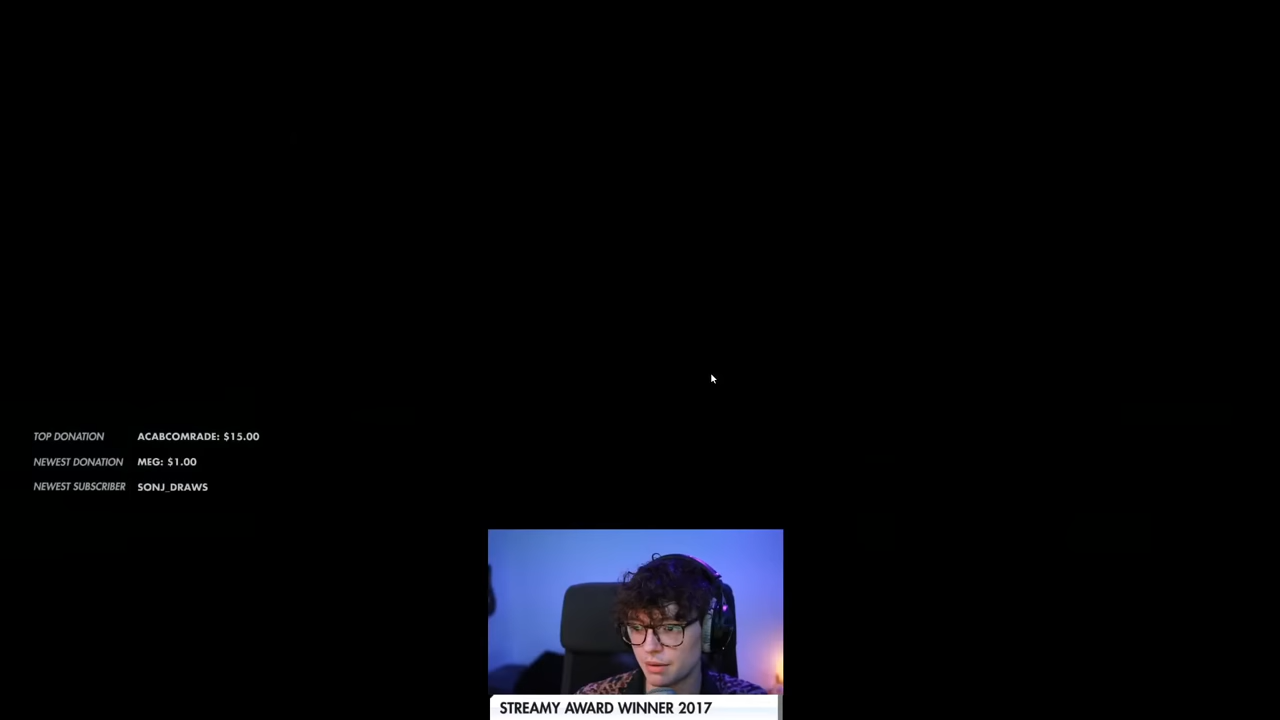 TOP DONATION ACABCOMRADE: $15.00
NEWEST DONATION MEG: $1.00
NEWEST SUBSCRIBER SONJ_DRAWS
STREAMY AWARD WINNER 2017